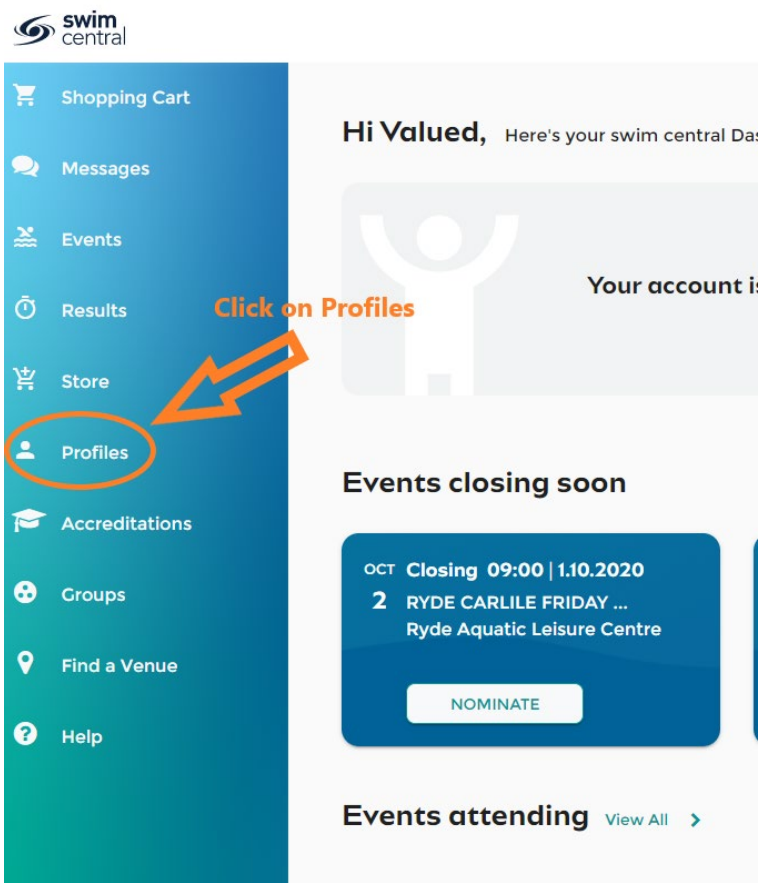 swim
central
Shopping Cart
Messages
Events
Results
Store
Profiles
Accreditations
Groups
Find a Venue
Help
Click on Profiles
Hi Valued, Here's your swim central
Your account
Events closing soon
OCT Closing 09:00 | 1.10.2020
2 RYDE CARLILE FRIDAY ...
Ryde Aquatic Leisure Centre
NOMINATE
Events attending View All >